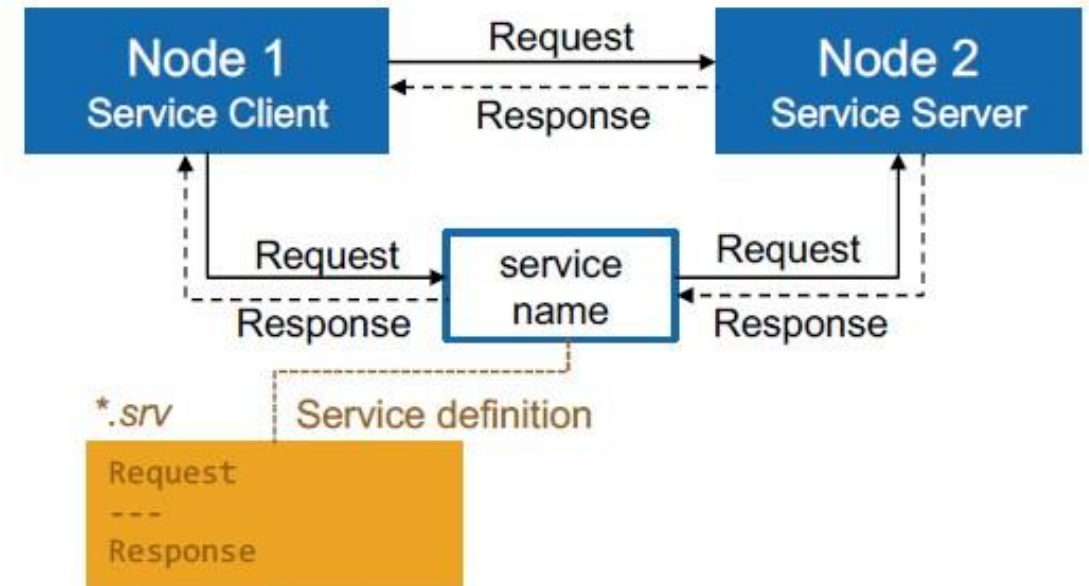 Node 1
Service Client
Request
Response
Node 2
Service Server
Request
Response
service
name
Request
Response
*.srv
Service definition
Request
---
Response